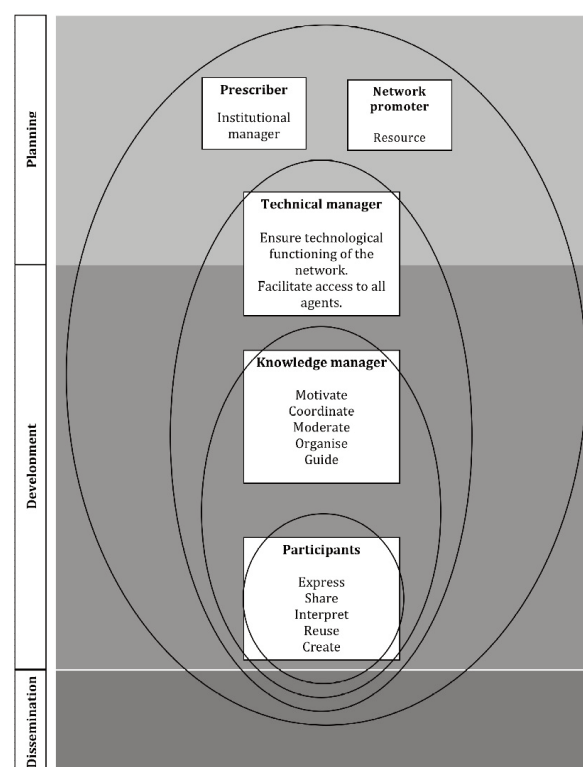 Planning
Prescriber
Institutional
manager
Network
promoter
Resource
Technical manager
Ensure technological
functioning of the
network.
Facilitate access to all
agents.
Development
Knowledge manager
Motivate
Coordinate
Moderate
Organise
Guide
Participants
Express
Share
Interpret
Reuse
Create
Dissemination